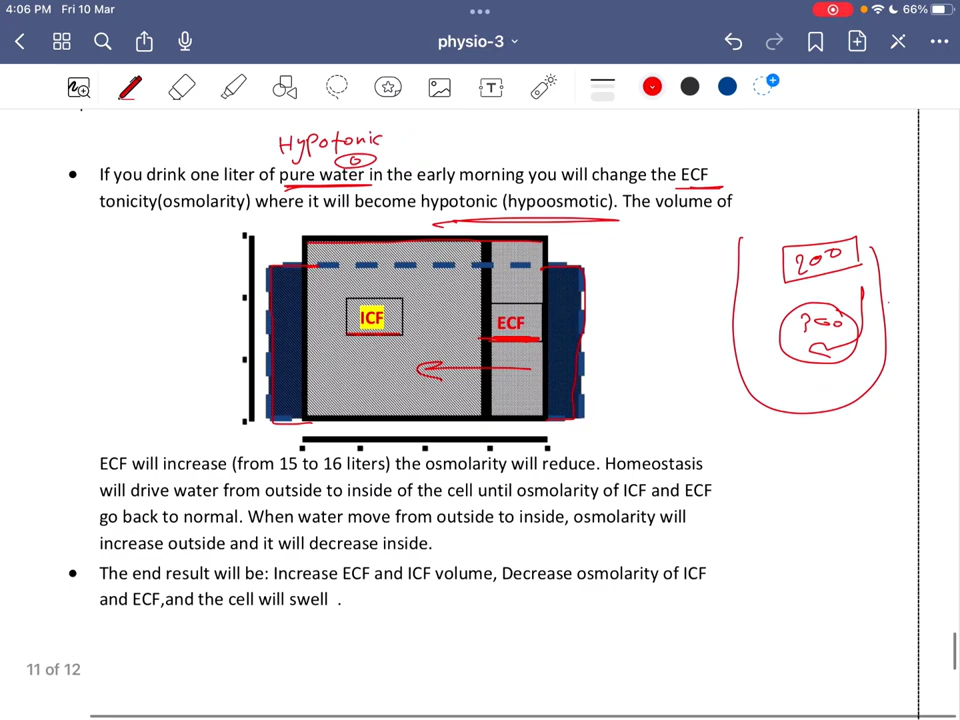 4:06 PM Fri 10 Mar
66%
physio-3
Hypotonic
0
• If you drink one liter of pure water in the early morning you will change the ECF
tonicity(osmolarity) where it will become hypotonic (hypoosmotic). The volume of
200
300
ICF
ECF
ECF will increase (from 15 to 16 liters) the osmolarity will reduce. Homeostasis
will drive water from outside to inside of the cell until osmolarity of ICF and ECF
go back to normal. When water move from outside to inside, osmolarity will
increase outside and it will decrease inside.
• The end result will be: Increase ECF and ICF volume, Decrease osmolarity of ICF
and ECF,and the cell will swell .
11 of 12